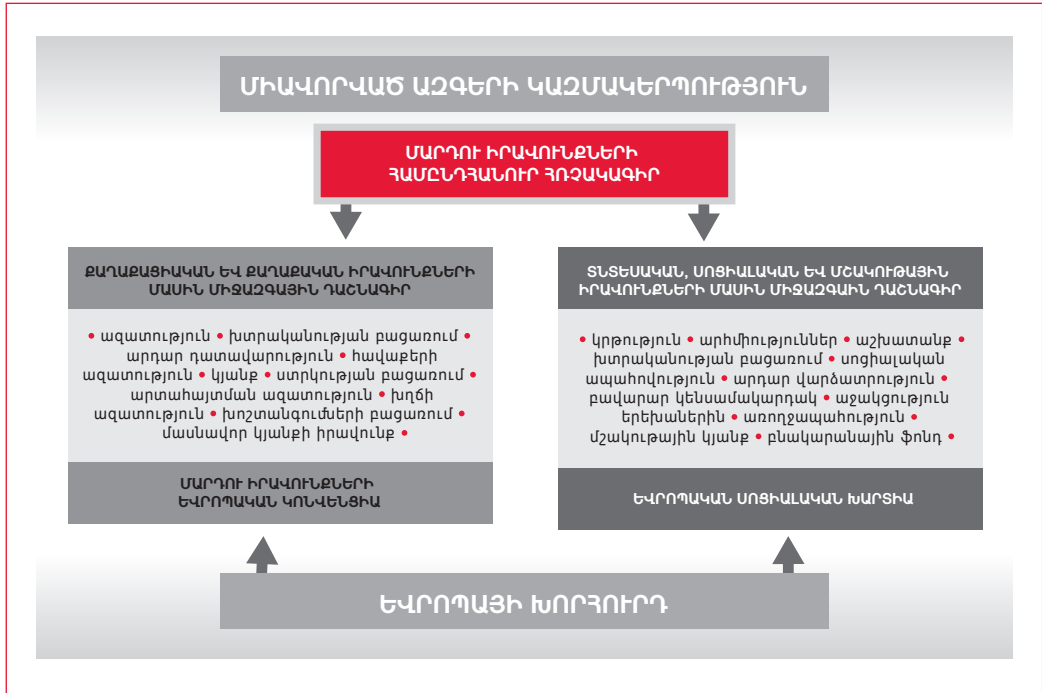 ՄԻԱՎՈՐՎԱԾ ԱԶԳԵՐԻ ԿԱԶՄԱԿԵՐՊՈՒԹՅՈՒՆ
ՄԱՐԴՈՒ ԻՐԱՎՈՒՆՔՆԵՐԻ
ՀԱՄԸՆԴՀԱՆՈՒՐ ՀՌՉԱԿԱԳԻՐ
ՔԱՂԱՔԱՑԻԱԿԱՆ ԵՎ ՔԱՂԱՔԱԿԱՆ ԻՐԱՎՈՒՆՔՆԵՐԻ
ՄԱՍԻՆ ՄԻՋԱԶԳԱՅԻՆ ԴԱՇՆԱԳԻՐ
• ազատություն • խտրականության բացառում •
արդար դատավարություն • հավաքերի
ազատություն • կյանք • ստրկության բացառում •
արտահայտման ազատություն • խղճի
ազատություն • խոշտանգումների բացառում •
մասնավոր կյանքի իրավունք •
ՄԱՐԴՈՒ ԻՐԱՎՈՒՆՔՆԵՐԻ
ԵՎՐՈՊԱԿԱՆ ԿՈՆՎԵՆՑԻԱ
ՏՆՏԵՍԱԿԱՆ, ՍՈՑԻԱԼԱԿԱՆ ԵՎ ՄՇԱԿՈՒԹԱՅԻՆ
ԻՐԱՎՈՒՆՔՆԵՐԻ ՄԱՍԻՆ ՄԻՋԱԶԳԱԻՆ ԴԱՇՆԱԳԻՐ
• կրթություն • արհմիություններ • աշխատանք •
խտրականության բացառում • սոցիալական
ապահովություն • արդար վարձատրություն •
բավարար կենսամակարդակ • աջակցություն
երեխաներին • առողջապահություն •
մշակութային կյանք • բնակարանային ֆոնդ •
ԵՎՐՈՊԱԿԱՆ ՍՈՑԻԱԼԱԿԱՆ ԽԱՐՏԻԱ
ԵՎՐՈՊԱՅԻ ԽՈՐՀՈՒՐԴ